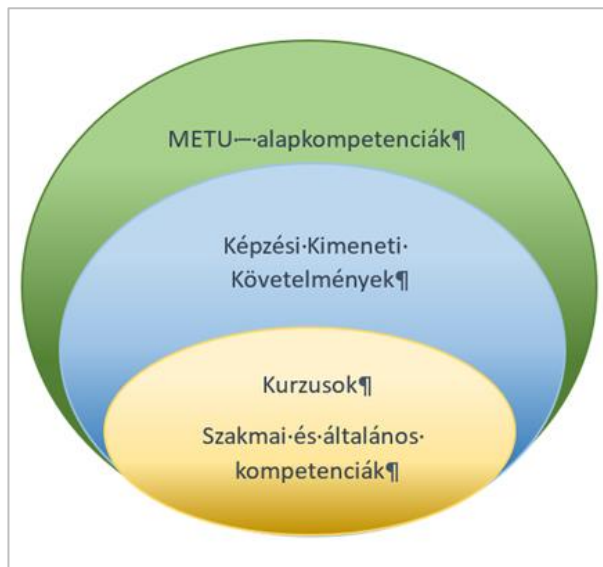 METU-–-alapkompetenciák¶
Képzési·Kimeneti·
Követelmények¶
Kurzusok¶
Szakmai·és·általános·
kompetenciák¶